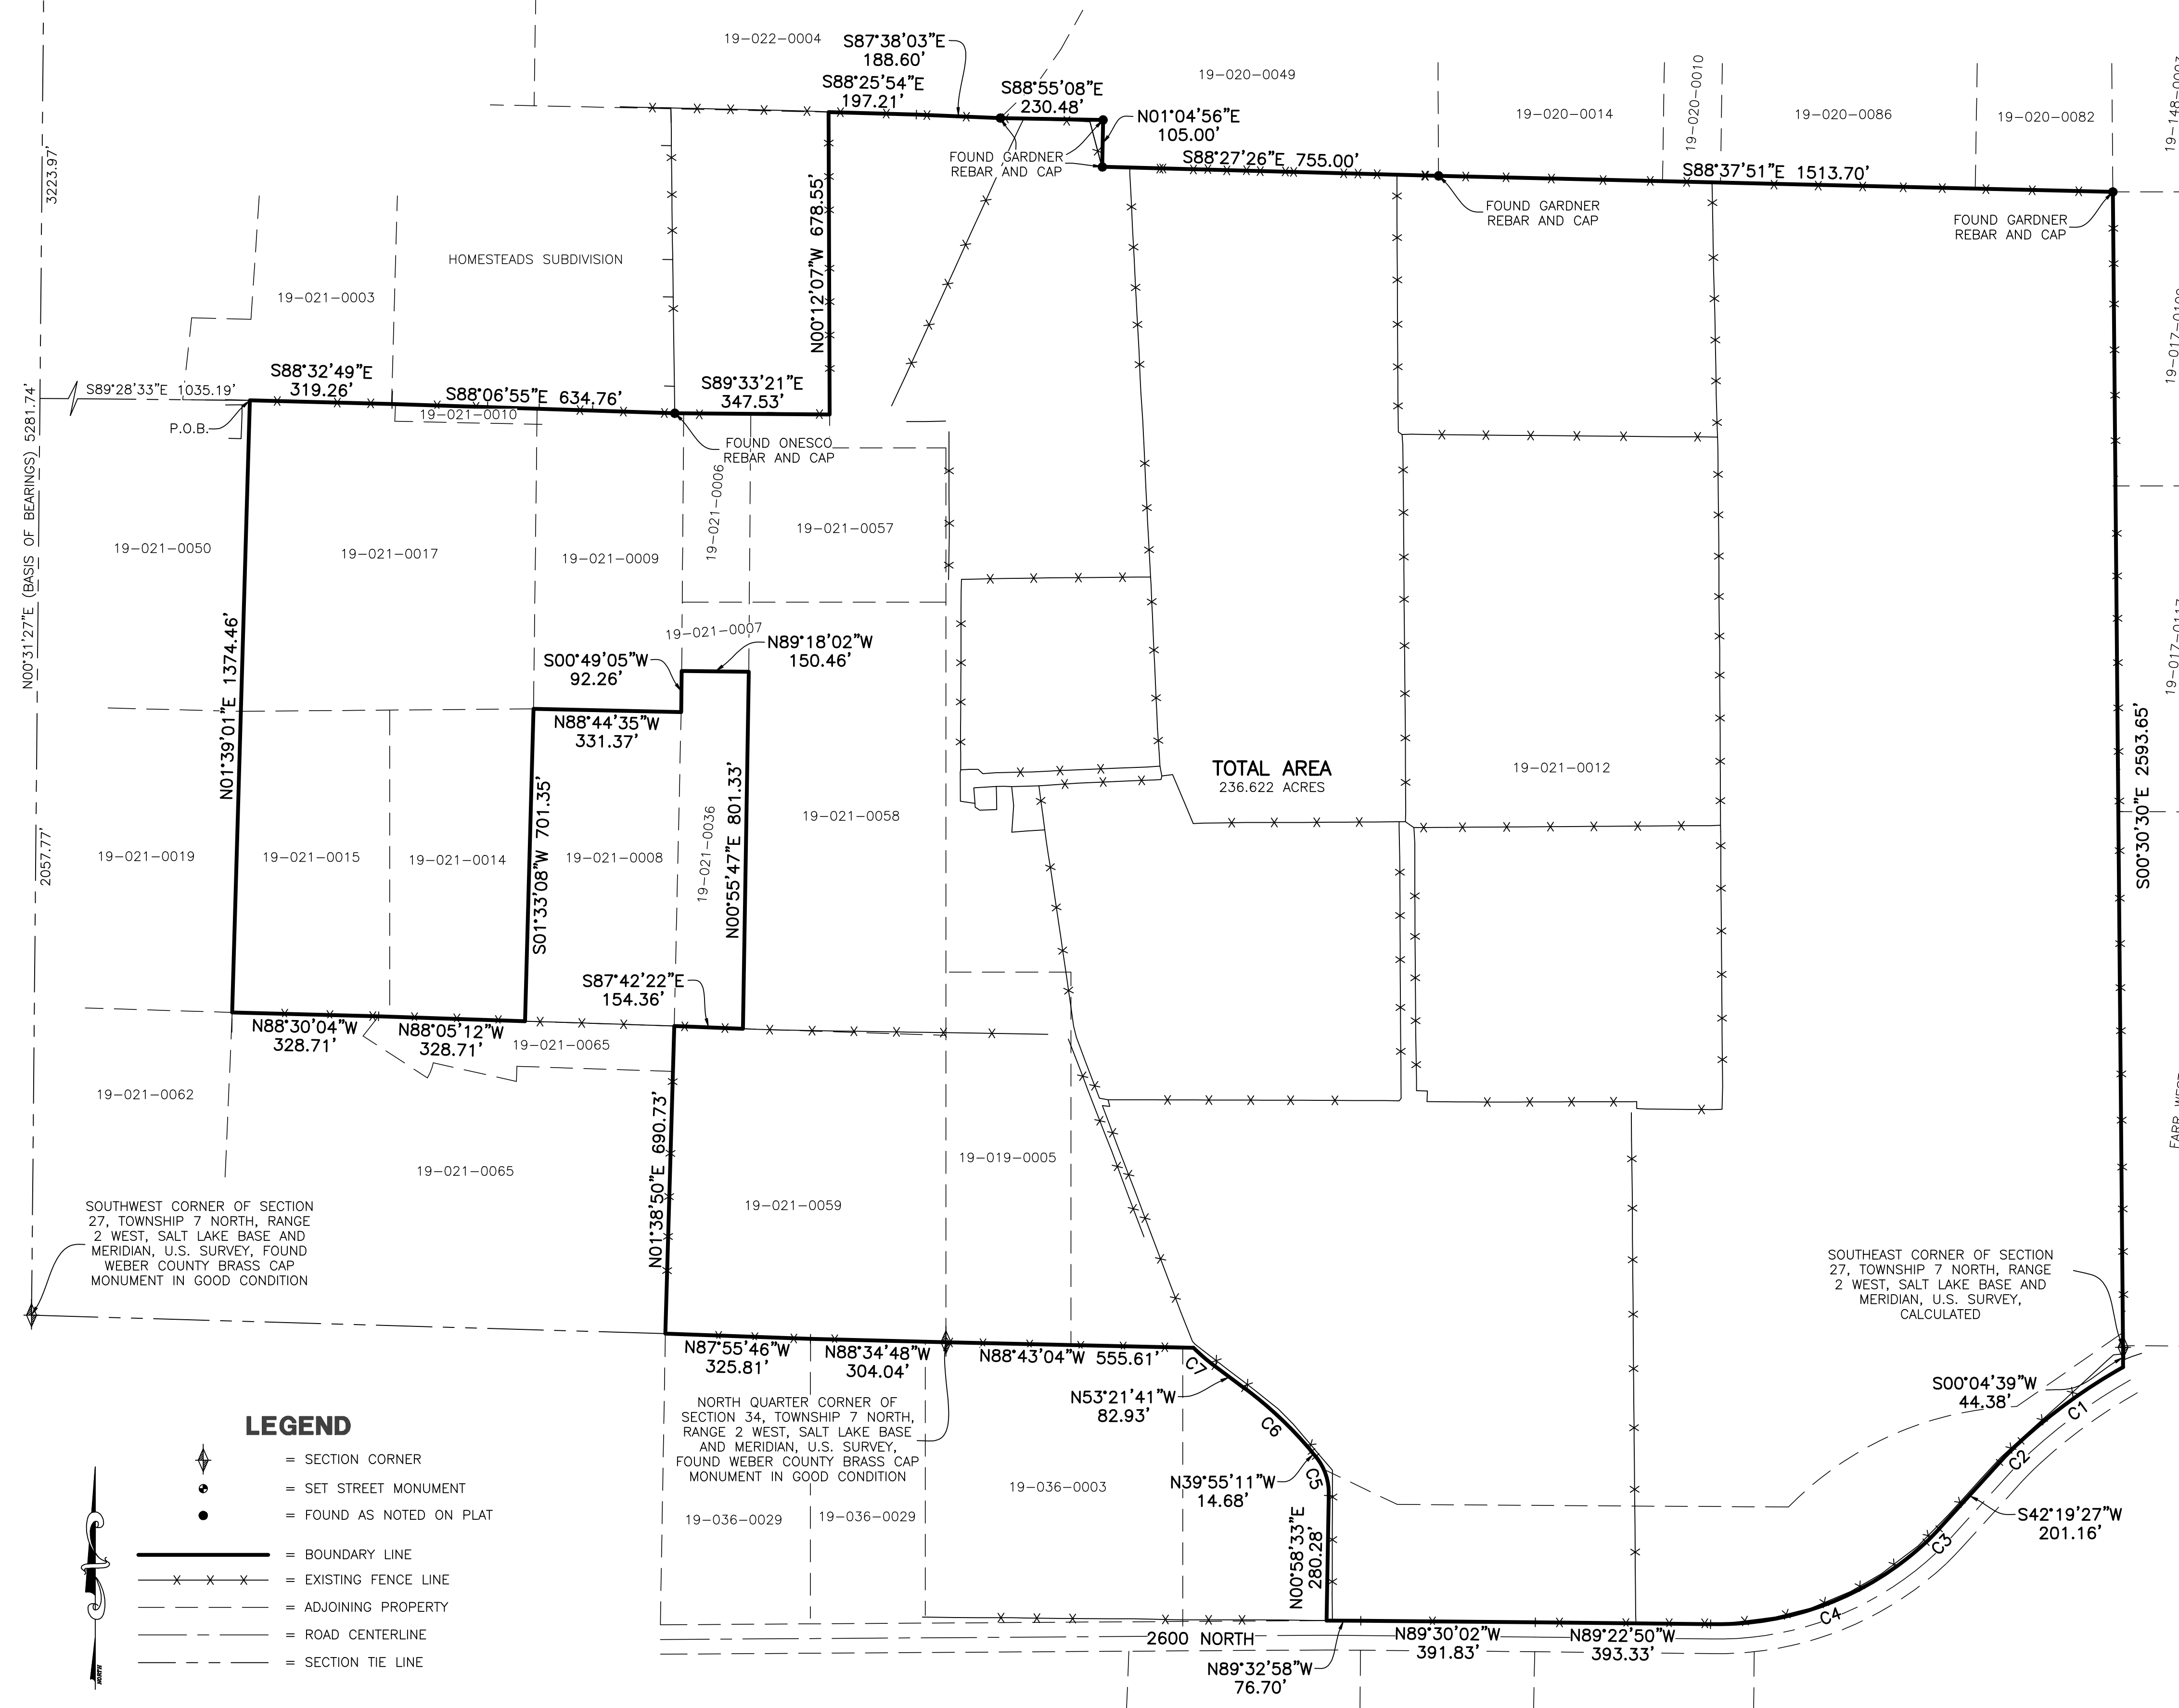 19-022-0004
S87°38'03"E
188.60'
S88°25'54"E
197.21'
S88°55'08"E
230.48'
19-020-0049
N01°04'56"E
105.00'
FOUND GARDNER
REBAR AND CAP
S88°27'26"E 755.00'
19-020-0014
19-020-0010
19-020-0086
19-020-0082
19-148-0003
S88°37'51"E 1513.70'
FOUND GARDNER
REBAR AND CAP
FOUND GARDNER
REBAR AND CAP
3223.97'
N00°12'07"W 678.55'
HOMESTEADS SUBDIVISION
19-021-0003
19-017-0109
S89°28'33"E 1035.19'
S88°32'49"E
319.26'
S88°06'55"E 634.76'
S89°33'21"E
347.53'
19-021-0010
P.O.B.
FOUND ONESCO
REBAR AND CAP
N00°31'27"E (BASIS OF BEARINGS) 5281.74'
19-021-0050
19-021-0017
19-021-0009
19-021-0006
19-021-0057
19-021-0007
N89°18'02"W
150.46'
S00°49'05"W
92.26'
N88°44'35"W
331.37'
N01°39'01"E 1374.46'
19-017-0117
S00°30'30"E 2593.65'
TOTAL AREA
236.622 ACRES
19-021-0012
2057.77'
19-021-0019
19-021-0015
19-021-0014
S01°33'08"W 701.35'
19-021-0008
19-021-0036
N00°55'47"E 801.33'
19-021-0058
S87°42'22"E
154.36'
N88°30'04"W
328.71'
N88°05'12"W
328.71'
19-021-0065
19-021-0062
19-021-0065
N01°38'50"E 690.73'
19-019-0005
19-021-0059
FARR WEST
SOUTHWEST CORNER OF SECTION
27, TOWNSHIP 7 NORTH, RANGE
2 WEST, SALT LAKE BASE AND
MERIDIAN, U.S. SURVEY, FOUND
WEBER COUNTY BRASS CAP
MONUMENT IN GOOD CONDITION
SOUTHEAST CORNER OF SECTION
27, TOWNSHIP 7 NORTH, RANGE
2 WEST, SALT LAKE BASE AND
MERIDIAN, U.S. SURVEY,
CALCULATED
N87°55'46"W
325.81'
N88°34'48"W
304.04'
N88°43'04"W 555.61'
C7
N53°21'41"W
82.93'
C6
S00°04'39"W
44.38'
C1
NORTH QUARTER CORNER OF
SECTION 34, TOWNSHIP 7 NORTH,
RANGE 2 WEST, SALT LAKE BASE
AND MERIDIAN, U.S. SURVEY,
FOUND WEBER COUNTY BRASS CAP
MONUMENT IN GOOD CONDITION
C2
N39°55'11"W
14.68'
C5
19-036-0003
19-036-0029
19-036-0029
S42°19'27"W
201.16'
C3
N00°58'33"E
280.28'
C4
2600 NORTH
N89°30'02"W
391.83'
N89°22'50"W
393.33'
N89°32'58"W
76.70'
LEGEND
= SECTION CORNER
= SET STREET MONUMENT
= FOUND AS NOTED ON PLAT
= BOUNDARY LINE
= EXISTING FENCE LINE
= ADJOINING PROPERTY
= ROAD CENTERLINE
= SECTION TIE LINE
NORTH